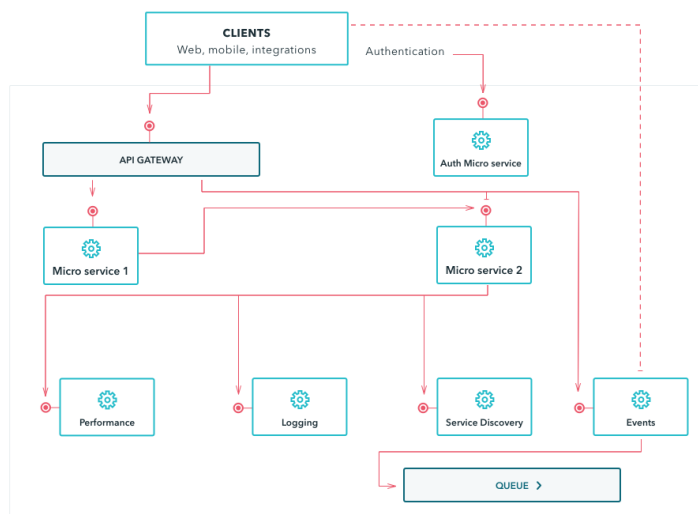 CLIENTS
Web, mobile, integrations
Authentication
API GATEWAY
Auth Micro service
Micro service 1
Micro service 2
Performance
Logging
Service Discovery
Events
QUEUE